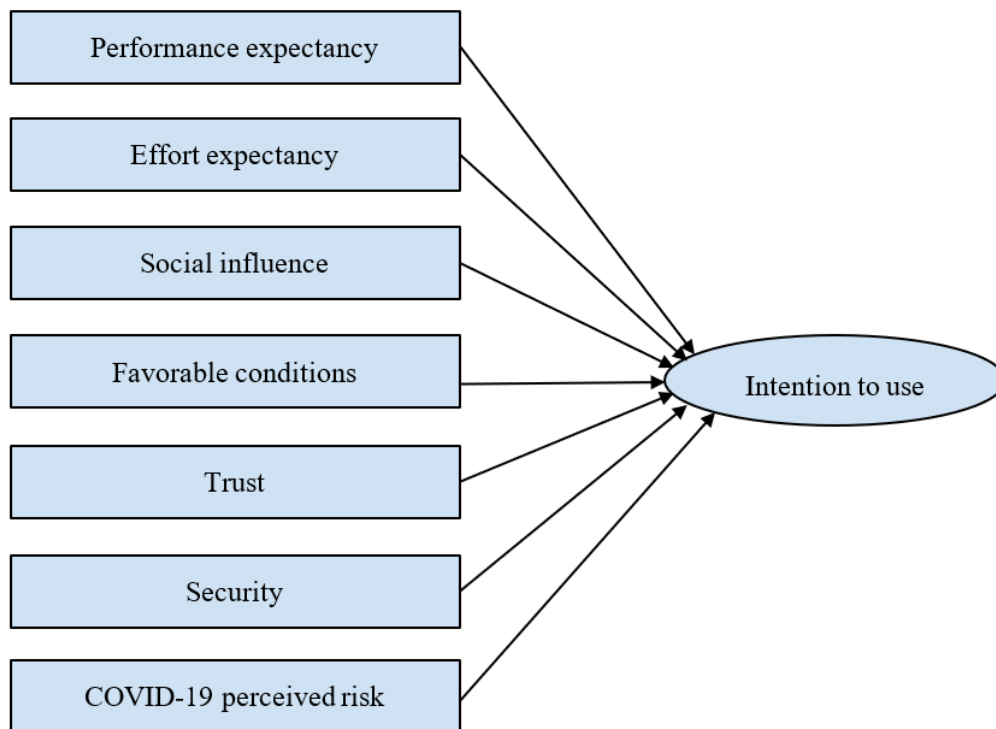 Performance expectancy
Effort expectancy
Social influence
Favorable conditions
Intention to use
Trust
Security
COVID-19 perceived risk